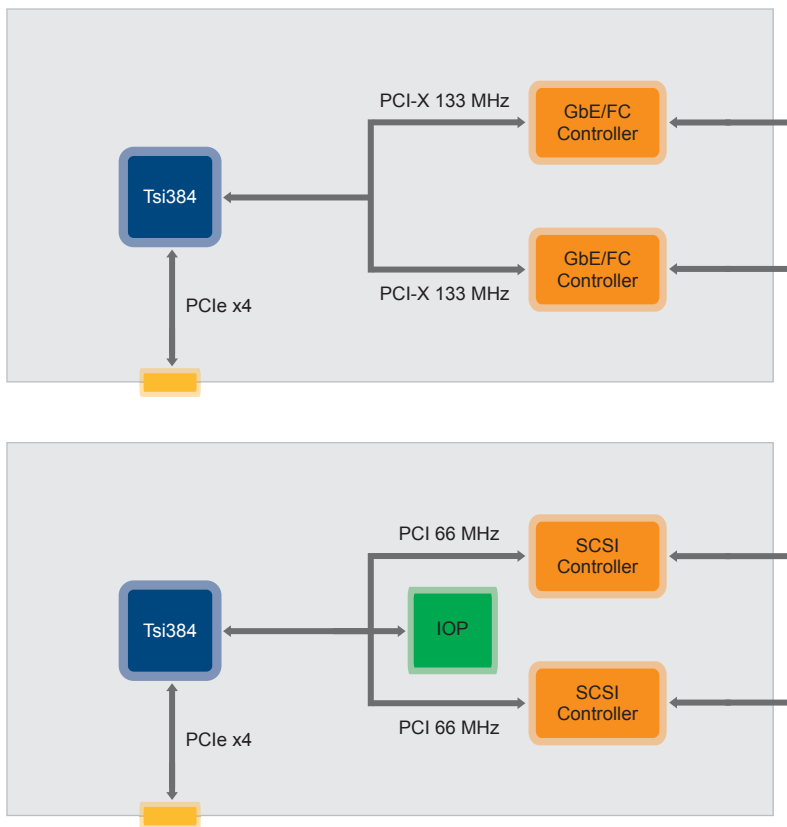 PCI-X 133 MHz
GbE/FC
Controller
Tsi384
GbE/FC
Controller
PCI-X 133 MHz
PCIe x4
PCI 66 MHz
SCSI
Controller
Tsi384
IOP
SCSI
Controller
PCI 66 MHz
PCIe x4